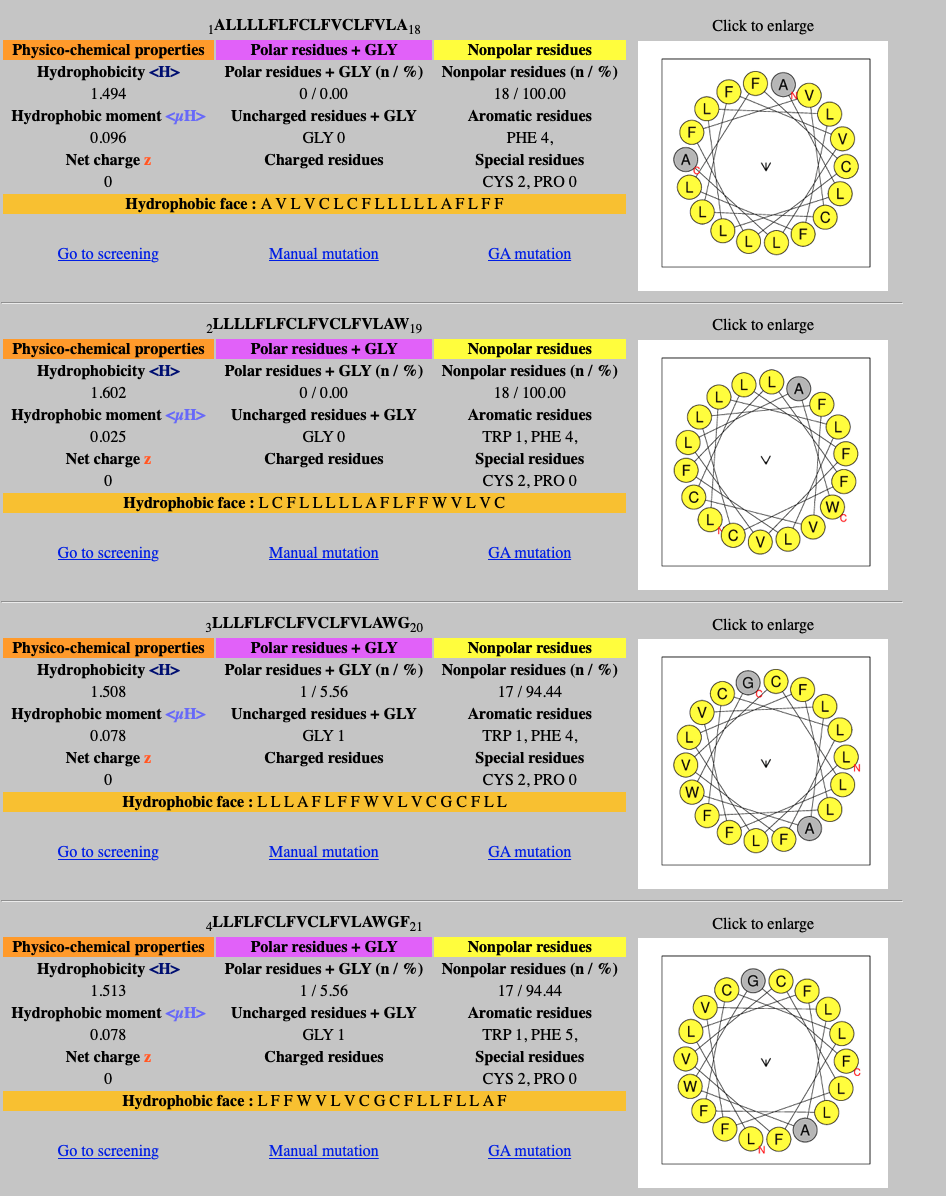 1ALLLLFLFCLFVCLFVLA18
Click to enlarge
Physico-chemical properties Polar residues + GLY Nonpolar residues
Hydrophobicity <H> Polar residues + GLY (n / %) Nonpolar residues (n / %)
1.494 0 / 0.00 18 / 100.00
Hydrophobic moment <μH> Uncharged residues + GLY Aromatic residues
0.096 GLY 0 PHE 4,
Net charge z Charged residues Special residues
0 CYS 2, PRO 0
Hydrophobic face : A V L V C L C F L L L L L A F L F F
Go to screening Manual mutation GA mutation
A V L V C L C F L L L L L A F L F F
N
C
2LLLLFLFCLFVCLFVLAW19
Click to enlarge
Physico-chemical properties Polar residues + GLY Nonpolar residues
Hydrophobicity <H> Polar residues + GLY (n / %) Nonpolar residues (n / %)
1.602 0 / 0.00 18 / 100.00
Hydrophobic moment <μH> Uncharged residues + GLY Aromatic residues
0.025 GLY 0 TRP 1, PHE 4,
Net charge z Charged residues Special residues
0 CYS 2, PRO 0
Hydrophobic face : L C F L L L L L A F L F F W V L V C
Go to screening Manual mutation GA mutation
L A F L F F W V L V C L C F L L L L
C
N
3LLLFLFCLFVCLFVLAWG20
Click to enlarge
Physico-chemical properties Polar residues + GLY Nonpolar residues
Hydrophobicity <H> Polar residues + GLY (n / %) Nonpolar residues (n / %)
1.508 1 / 5.56 17 / 94.44
Hydrophobic moment <μH> Uncharged residues + GLY Aromatic residues
0.078 GLY 1 TRP 1, PHE 4,
Net charge z Charged residues Special residues
0 CYS 2, PRO 0
Hydrophobic face : L L L A F L F F W V L V C G C F L L
Go to screening Manual mutation GA mutation
G C F L L L L L A F L F F W V L V C
C
N
4LLFLFCLFVCLFVLAWGF21
Click to enlarge
Physico-chemical properties Polar residues + GLY Nonpolar residues
Hydrophobicity <H> Polar residues + GLY (n / %) Nonpolar residues (n / %)
1.513 1 / 5.56 17 / 94.44
Hydrophobic moment <μH> Uncharged residues + GLY Aromatic residues
0.078 GLY 1 TRP 1, PHE 5,
Net charge z Charged residues Special residues
0 CYS 2, PRO 0
Hydrophobic face : L F F W V L V C G C F L L F L L A F
Go to screening Manual mutation GA mutation
G C F L L F L L A F L F F W V L V C
C
N